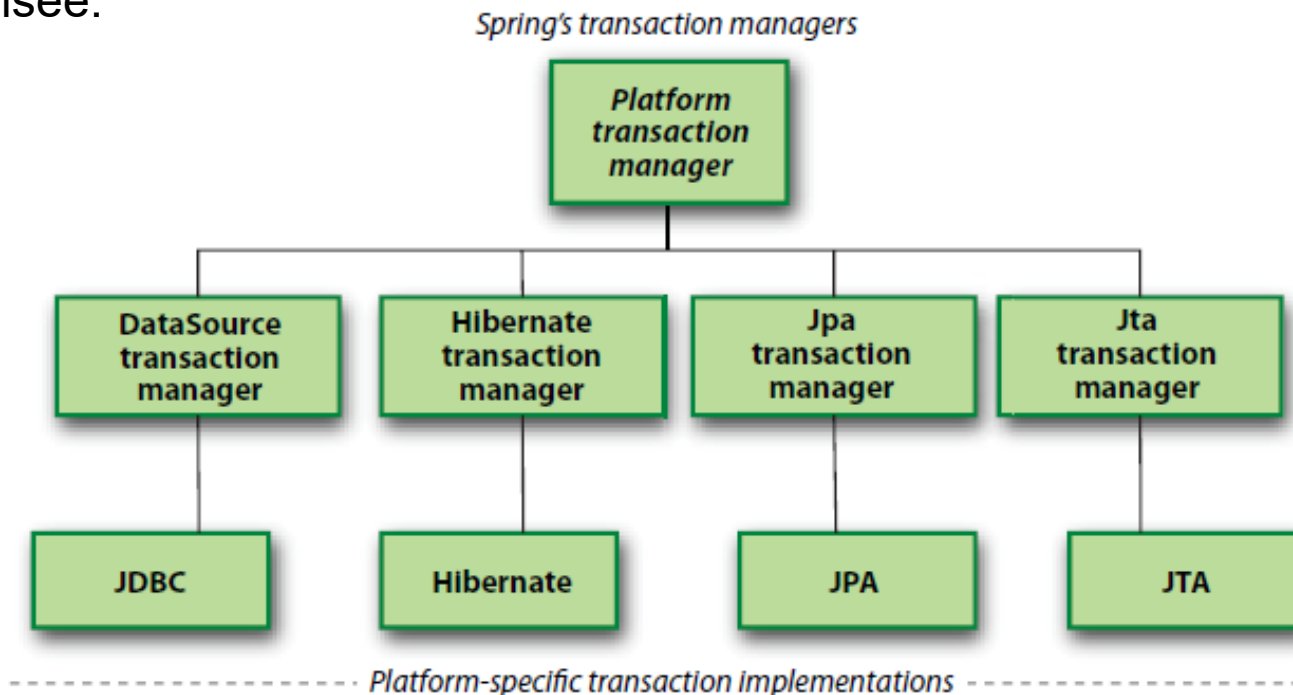 isée.
Spring's transaction managers
Platform
transaction
manager
DataSource
transaction
manager
Hibernate
transaction
manager
Jpa
transaction
manager
Jta
transaction
manager
JDBC
Hibernate
JPA
JTA
Platform-specific transaction implementations